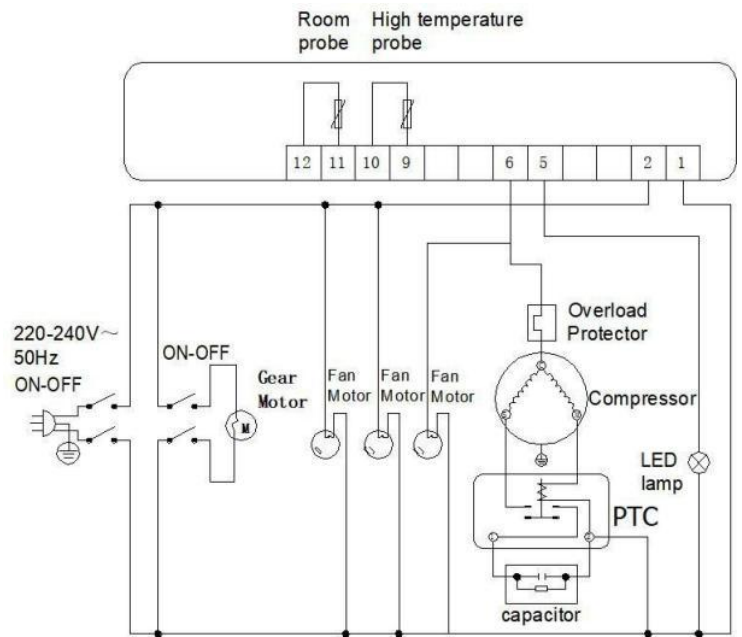 Room probe
High temperature probe
12 11 10 9 6 5 2 1
220-240V～
50Hz
ON-OFF
ON-OFF
Gear Motor
M
Fan Motor
Fan Motor
Fan Motor
Overload Protector
Compressor
LED lamp
PTC
capacitor